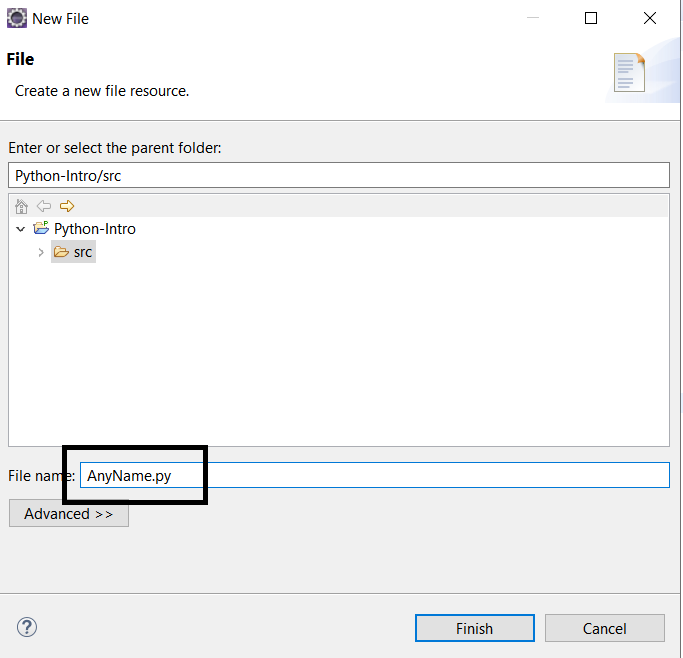 New File
File
Create a new file resource.
Enter or select the parent folder:
Python-Intro/src
Python-Intro
src
File name: AnyName.py
Advanced >>
Finish Cancel